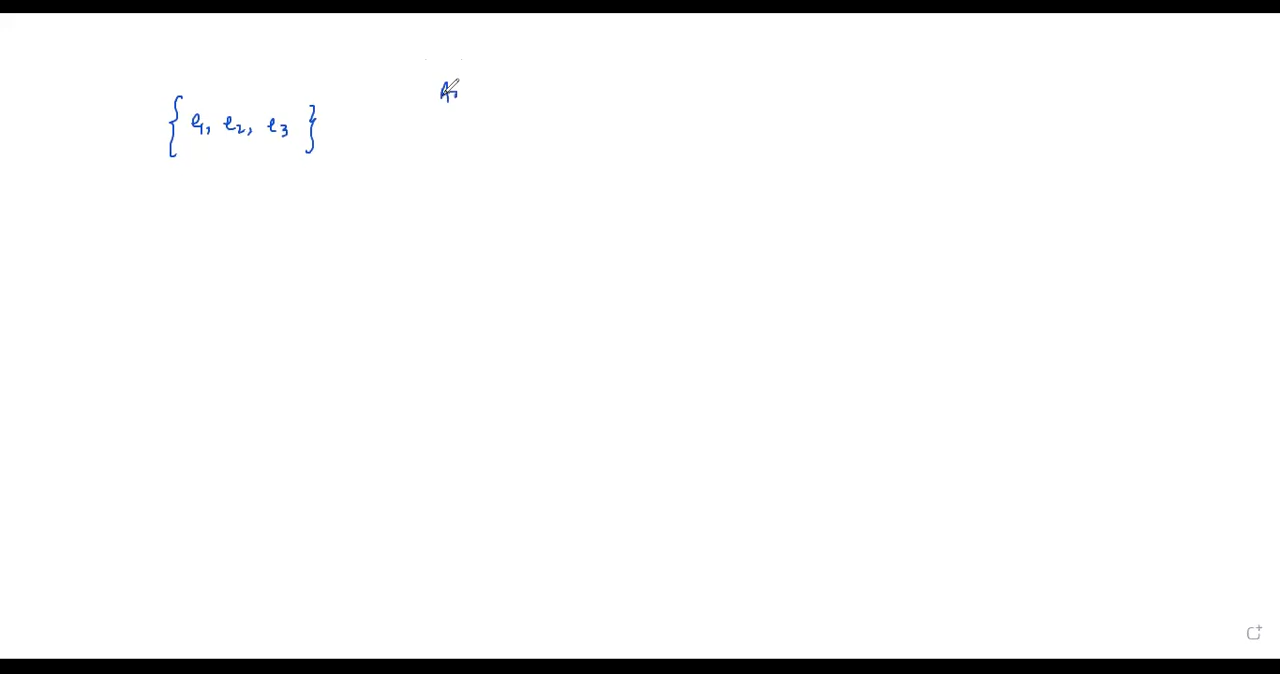 { e1, e2, e3 }